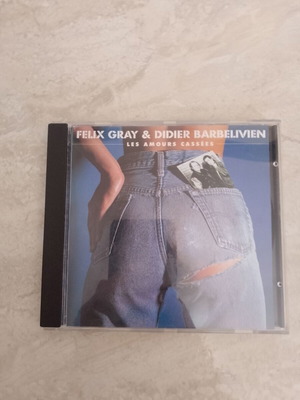 FELIX GRAY & DIDIER BARBELIVIEN
LES AMOURS CASSÉES